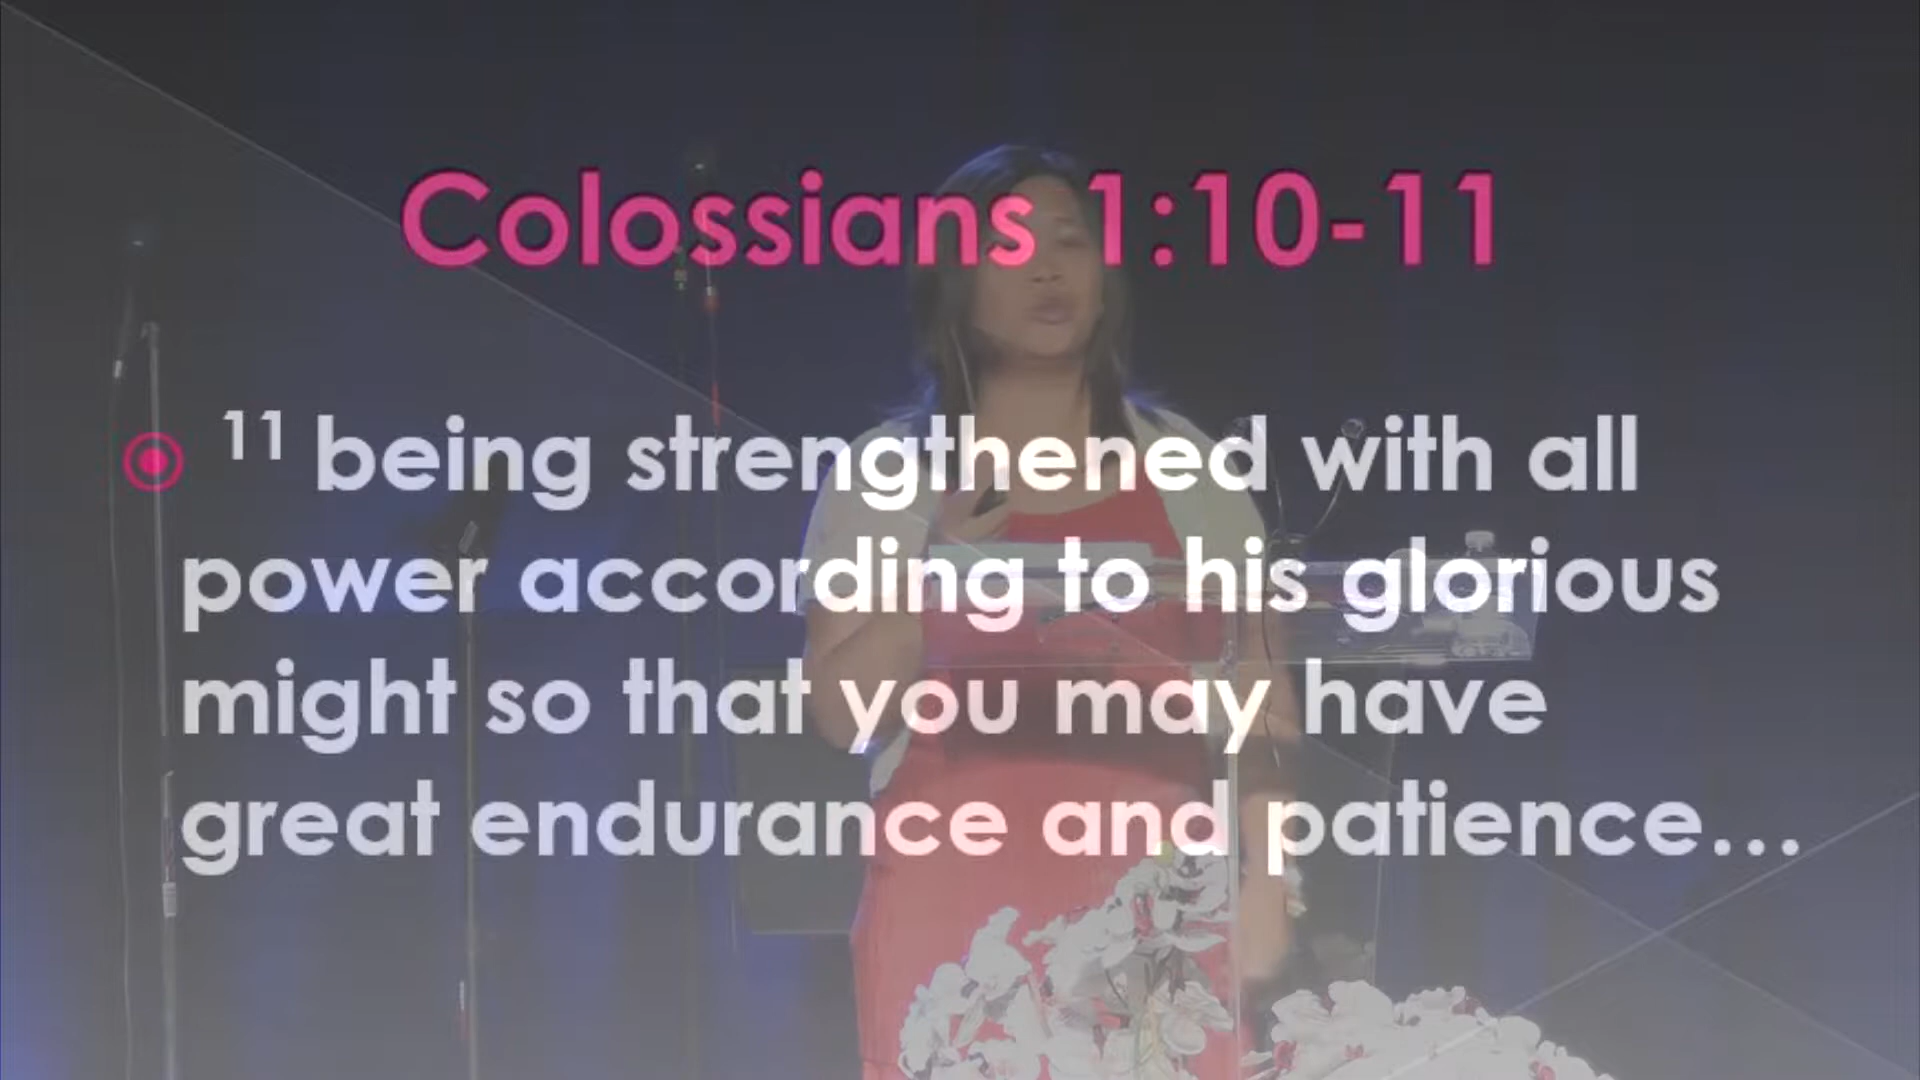 Colossians 1:10-11
11 being strengthened with all
power according to his glorious
might so that you may have
great endurance and patience…